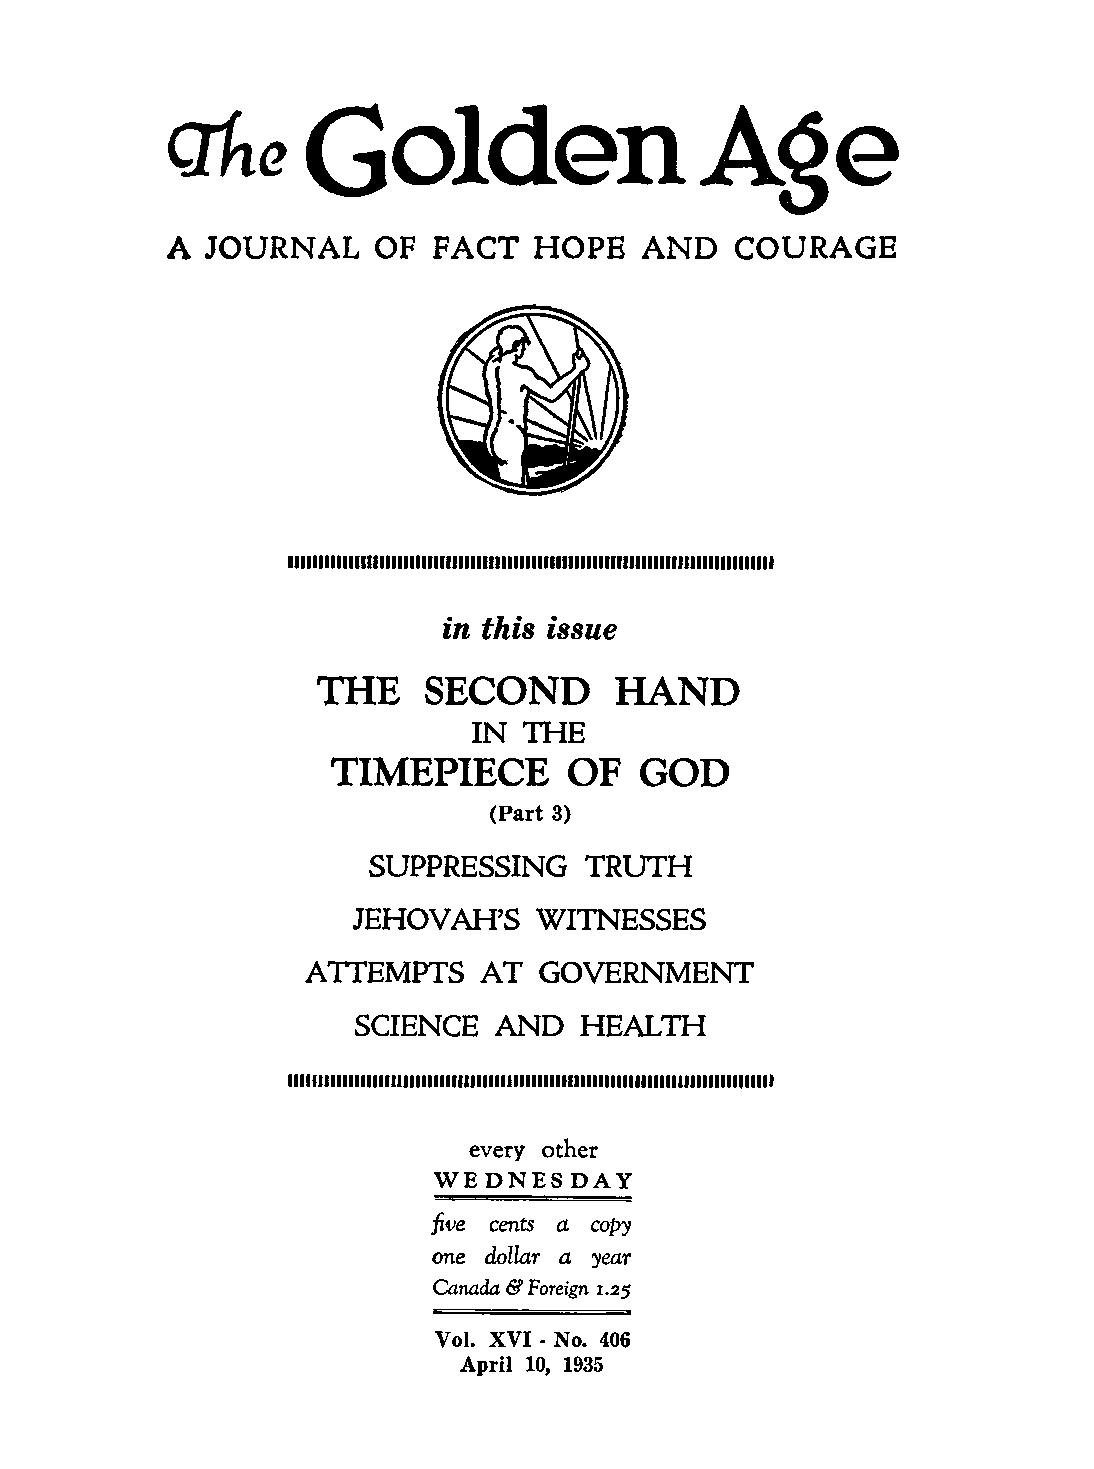 The Golden Age
A JOURNAL OF FACT HOPE AND COURAGE
in this issue
THE SECOND HAND
IN THE
TIMEPIECE OF GOD
(Part 3)
SUPPRESSING TRUTH
JEHOVAH'S WITNESSES
ATTEMPTS AT GOVERNMENT
SCIENCE AND HEALTH
every other
WEDNESDAY
five cents a copy
one dollar a year
Canada & Foreign 1.25
Vol. XVI - No. 406
April 10, 1935